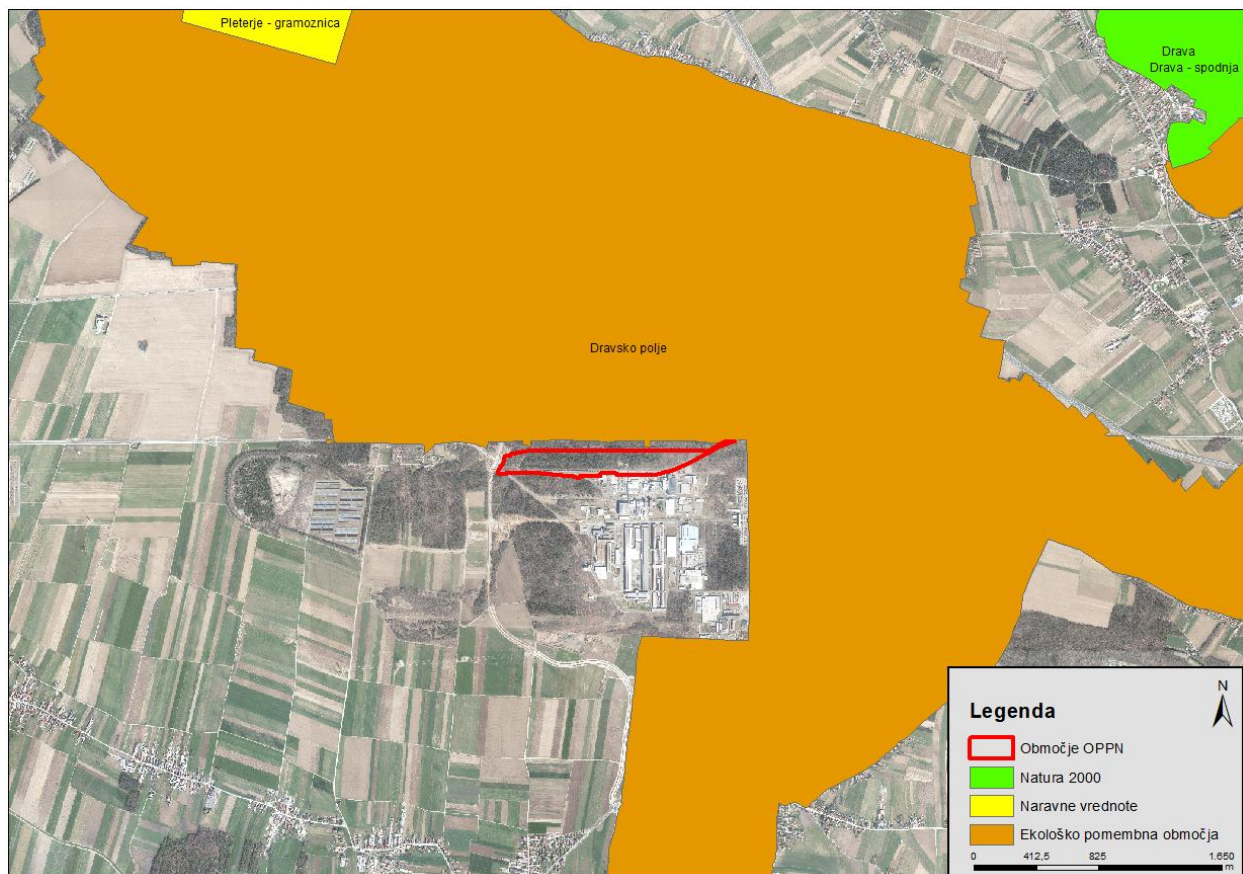 Pleterje - gramoznica
Drava
Drava - spodnja
Dravsko polje
N
Legenda
Območje OPPN
Natura 2000
Naravne vrednote
Ekološko pomembna območja
0 412,5 825 1.650
m